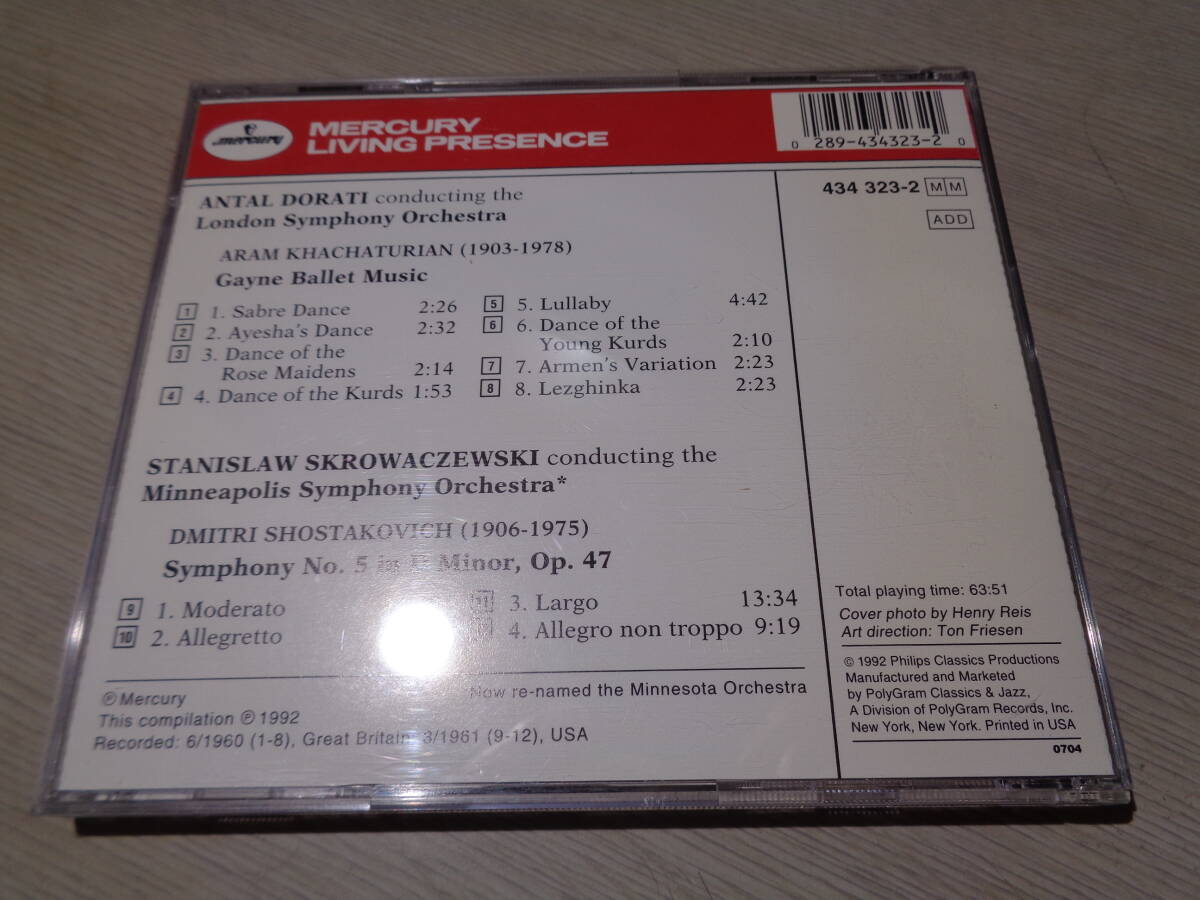 mercury
MERCURY
LIVING PRESENCE
0 289-434323-2 0
434 323-2 MM
ADD
ANTAL DORATI conducting the
London Symphony Orchestra
ARAM KHACHATURIAN (1903-1978)
Gayne Ballet Music
1 1. Sabre Dance 2:26
2 2. Ayesha's Dance 2:32
3 3. Dance of the
Rose Maidens 2:14
4 4. Dance of the Kurds 1:53
5 5. Lullaby 4:42
6 6. Dance of the
Young Kurds 2:10
7 7. Armen's Variation 2:23
8 8. Lezghinka 2:23
STANISLAW SKROWACZEWSKI conducting the
Minneapolis Symphony Orchestra*
DMITRI SHOSTAKOVICH (1906-1975)
Symphony No. 5 in Minor, Op. 47
9 1. Moderato
10 2. Allegretto
11 3. Largo 13:34
4. Allegro non troppo 9:19
℗ Mercury
This compilation ℗ 1992
Recorded: 6/1960 (1-8), Great Britain, 3/1961 (9-12), USA
Now re-named the Minnesota Orchestra
Total playing time: 63:51
Cover photo by Henry Reis
Art direction: Ton Friesen
© 1992 Philips Classics Productions
Manufactured and Marketed
by PolyGram Classics & Jazz,
A Division of PolyGram Records, Inc.
New York, New York. Printed in USA
0704